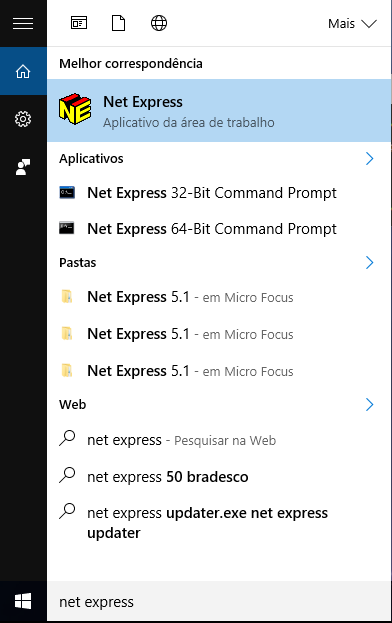 Mais
Melhor correspondência
NE
Net Express
Aplicativo da área de trabalho
Aplicativos
Net Express 32-Bit Command Prompt
Net Express 64-Bit Command Prompt
Pastas
Net Express 5.1 - em Micro Focus
Net Express 5.1 - em Micro Focus
Net Express 5.1 - em Micro Focus
Web
net express - Pesquisar na Web
net express 50 bradesco
net express updater.exe net express
updater
net express